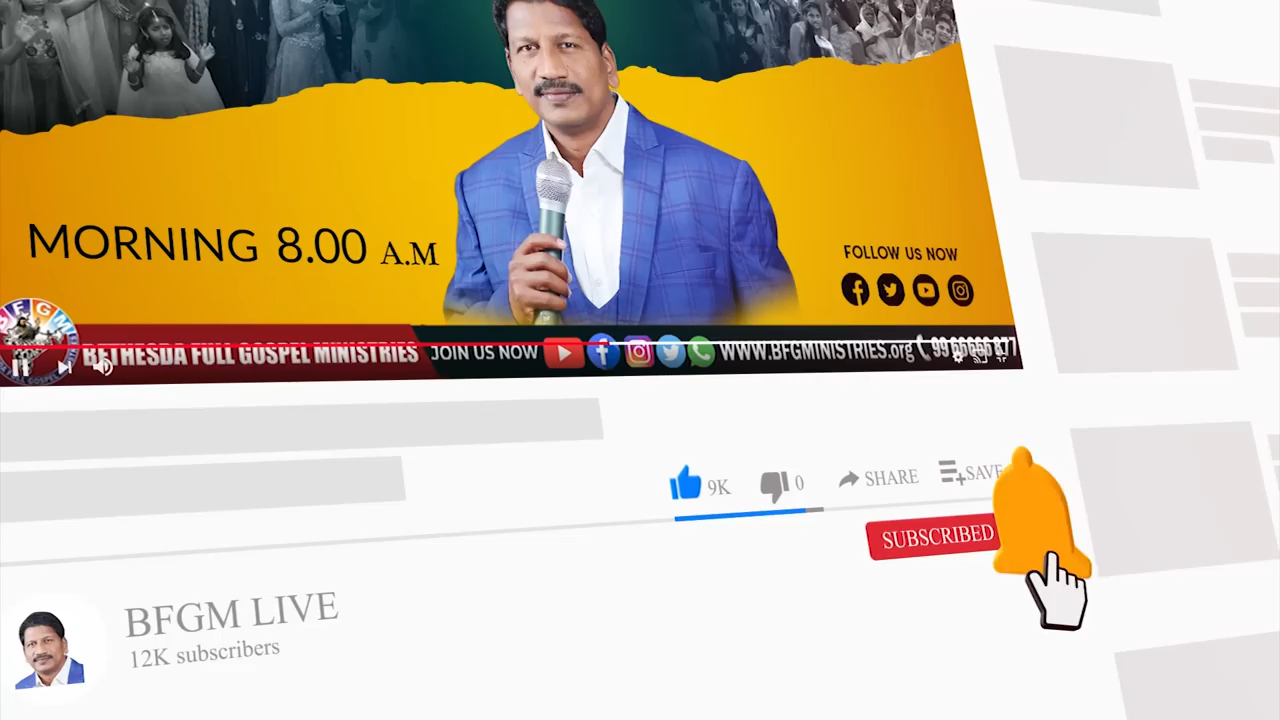 MORNING 8.00 A.M
FOLLOW US NOW
BFGM
BETHESDA FULL GOSPEL MINISTRIES
JOIN US NOW
WWW.BFGMINISTRIES.org
9K
0
SHARE
SAVE
SUBSCRIBED
BFGM LIVE
12K subscribers